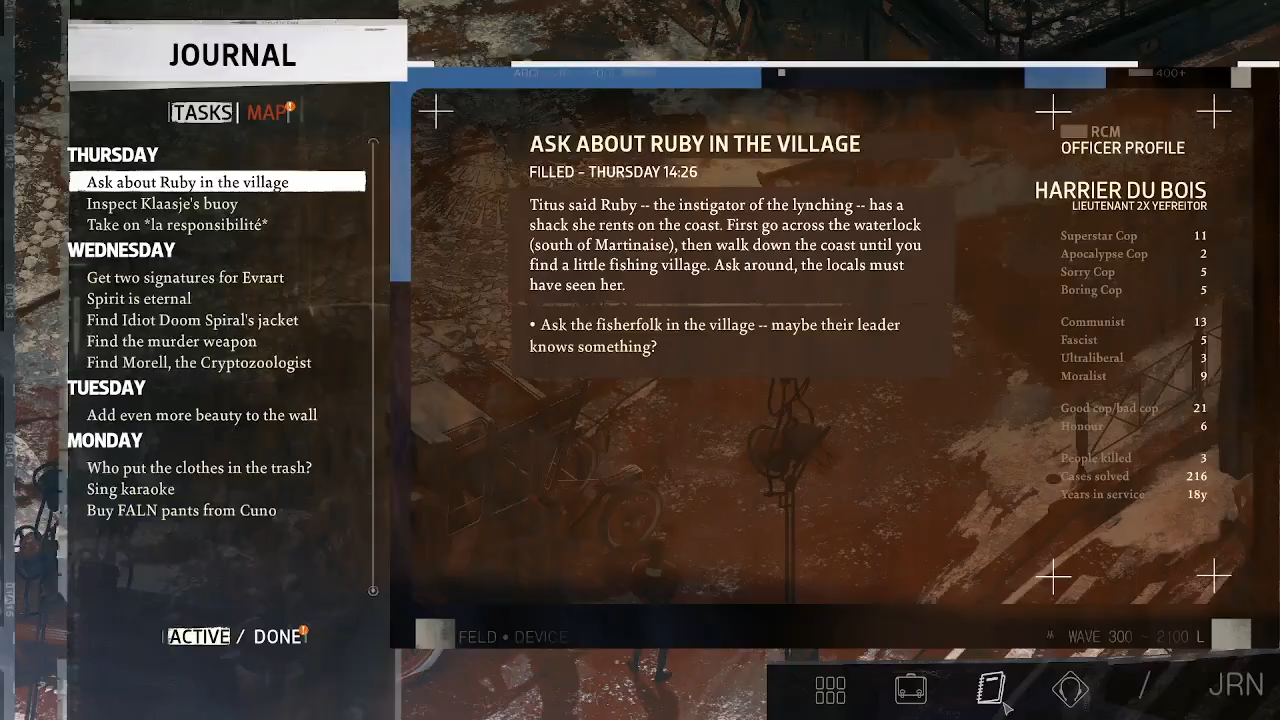 JOURNAL
TASKS | MAP
THURSDAY
Ask about Ruby in the village
Inspect Klaasje's buoy
Take on *la responsibilité*
WEDNESDAY
Get two signatures for Evrart
Spirit is eternal
Find Idiot Doom Spiral's jacket
Find the murder weapon
Find Morell, the Cryptozoologist
TUESDAY
Add even more beauty to the wall
MONDAY
Who put the clothes in the trash?
Sing karaoke
Buy FALN pants from Cuno
ACTIVE / DONE
ASK ABOUT RUBY IN THE VILLAGE
FILLED - THURSDAY 14:26
Titus said Ruby -- the instigator of the lynching -- has a
shack she rents on the coast. First go across the waterlock
(south of Martinaise), then walk down the coast until you
find a little fishing village. Ask around, the locals must
have seen her.
• Ask the fisherfolk in the village -- maybe their leader
knows something?
400+
RCM
OFFICER PROFILE
HARRIER DU BOIS
LIEUTENANT 2X YEFREITOR
Superstar Cop 11
Apocalypse Cop 2
Sorry Cop 5
Boring Cop 5
Communist 13
Fascist 5
Ultraliberal 3
Moralist 9
Good cop/bad cop 21
Honour 6
People killed 3
Cases solved 216
Years in service 18y
FELD • DEVICE
WAVE 300 - 2100 L
/ JRN